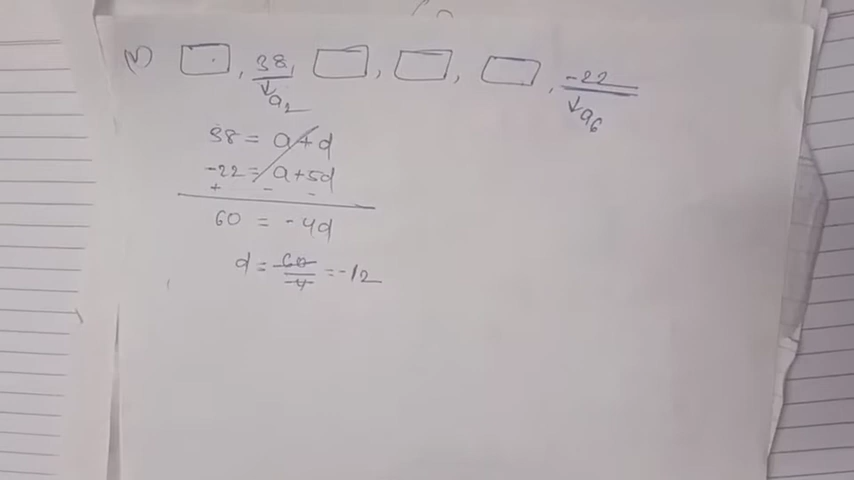 (v) □, 38, □, □, □, -22
↓ a₂ ↓ a₆
38 = a + d
-22 = a + 5d
+ - -
60 = -4d
d = 60/-4 = -12